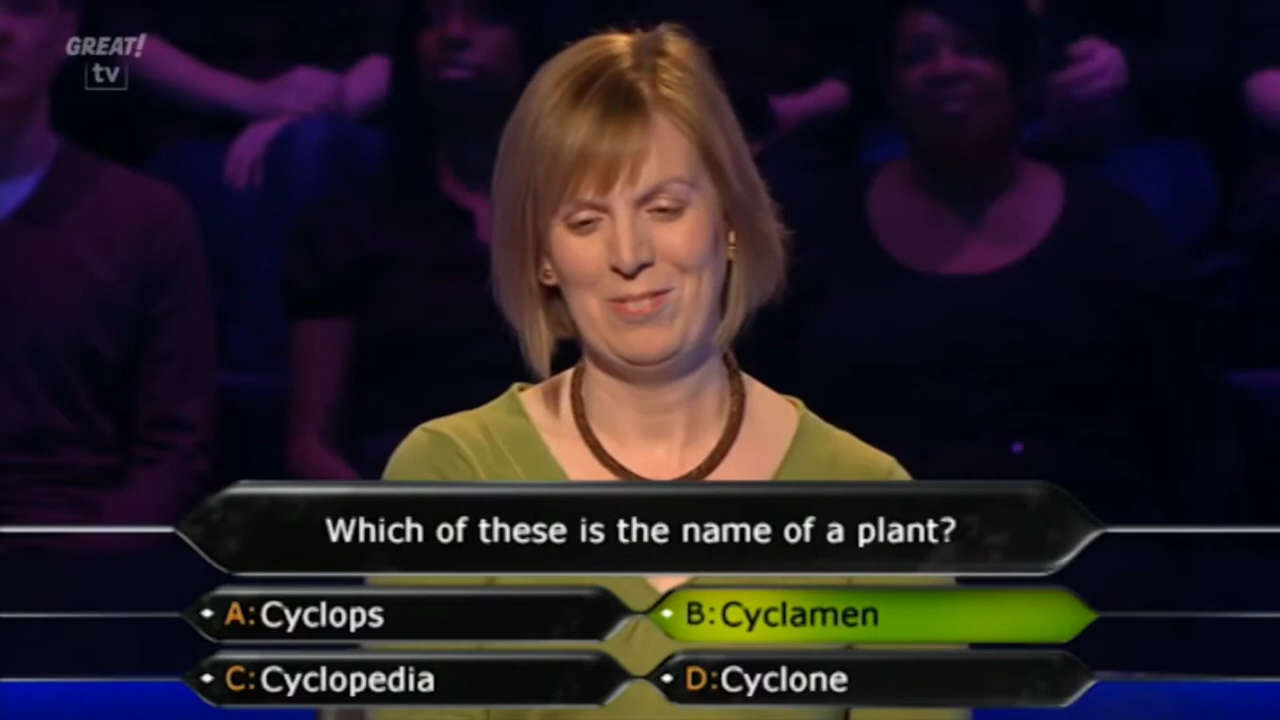 GREAT!
tv
Which of these is the name of a plant?
A: Cyclops
B: Cyclamen
C: Cyclopedia
D: Cyclone